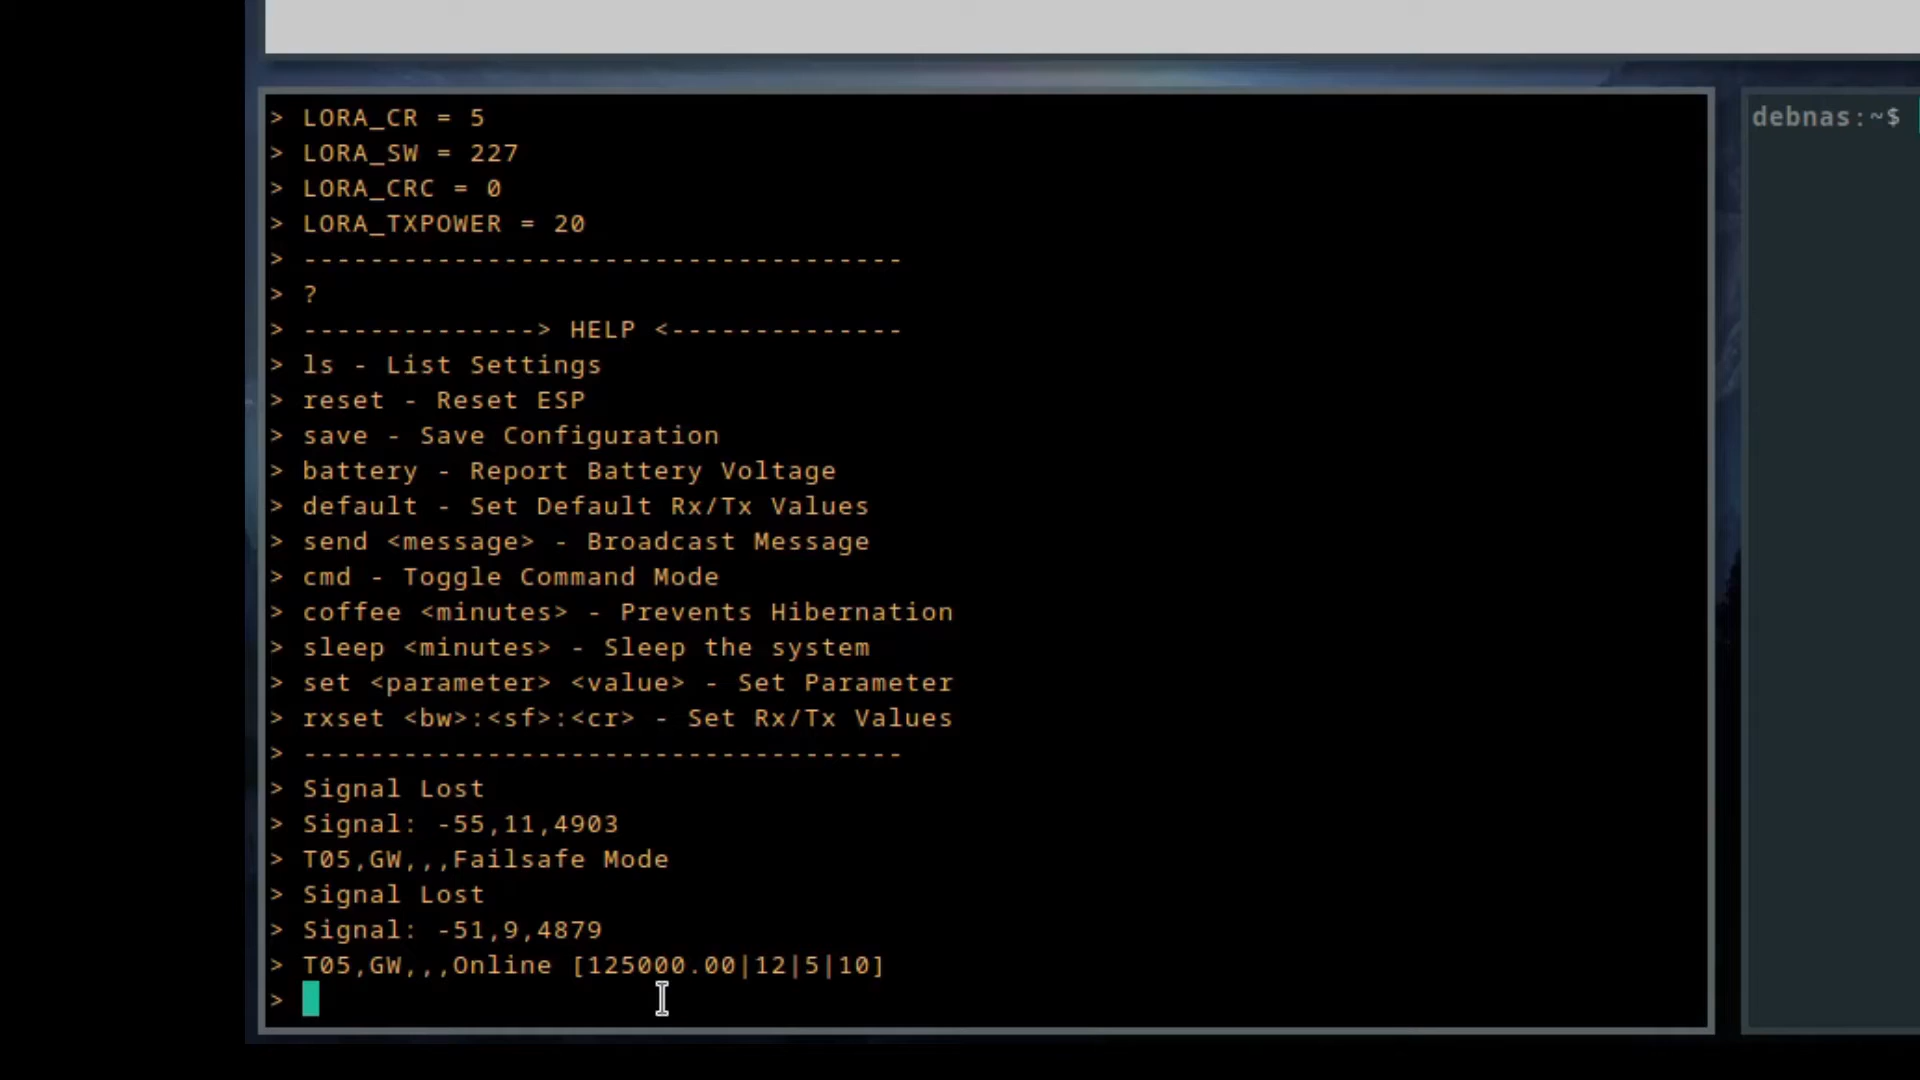 > LORA_CR = 5
debnas:~$
> LORA_SW = 227
> LORA_CRC = 0
> LORA_TXPOWER = 20
> ------------------------------------
> ?
> --------------> HELP <--------------
> ls - List Settings
> reset - Reset ESP
> save - Save Configuration
> battery - Report Battery Voltage
> default - Set Default Rx/Tx Values
> send <message> - Broadcast Message
> cmd - Toggle Command Mode
> coffee <minutes> - Prevents Hibernation
> sleep <minutes> - Sleep the system
> set <parameter> <value> - Set Parameter
> rxset <bw>:<sf>:<cr> - Set Rx/Tx Values
> ------------------------------------
> Signal Lost
> Signal: -55,11,4903
> T05,GW,,,Failsafe Mode
> Signal Lost
> Signal: -51,9,4879
> T05,GW,,,Online [125000.00|12|5|10]
>